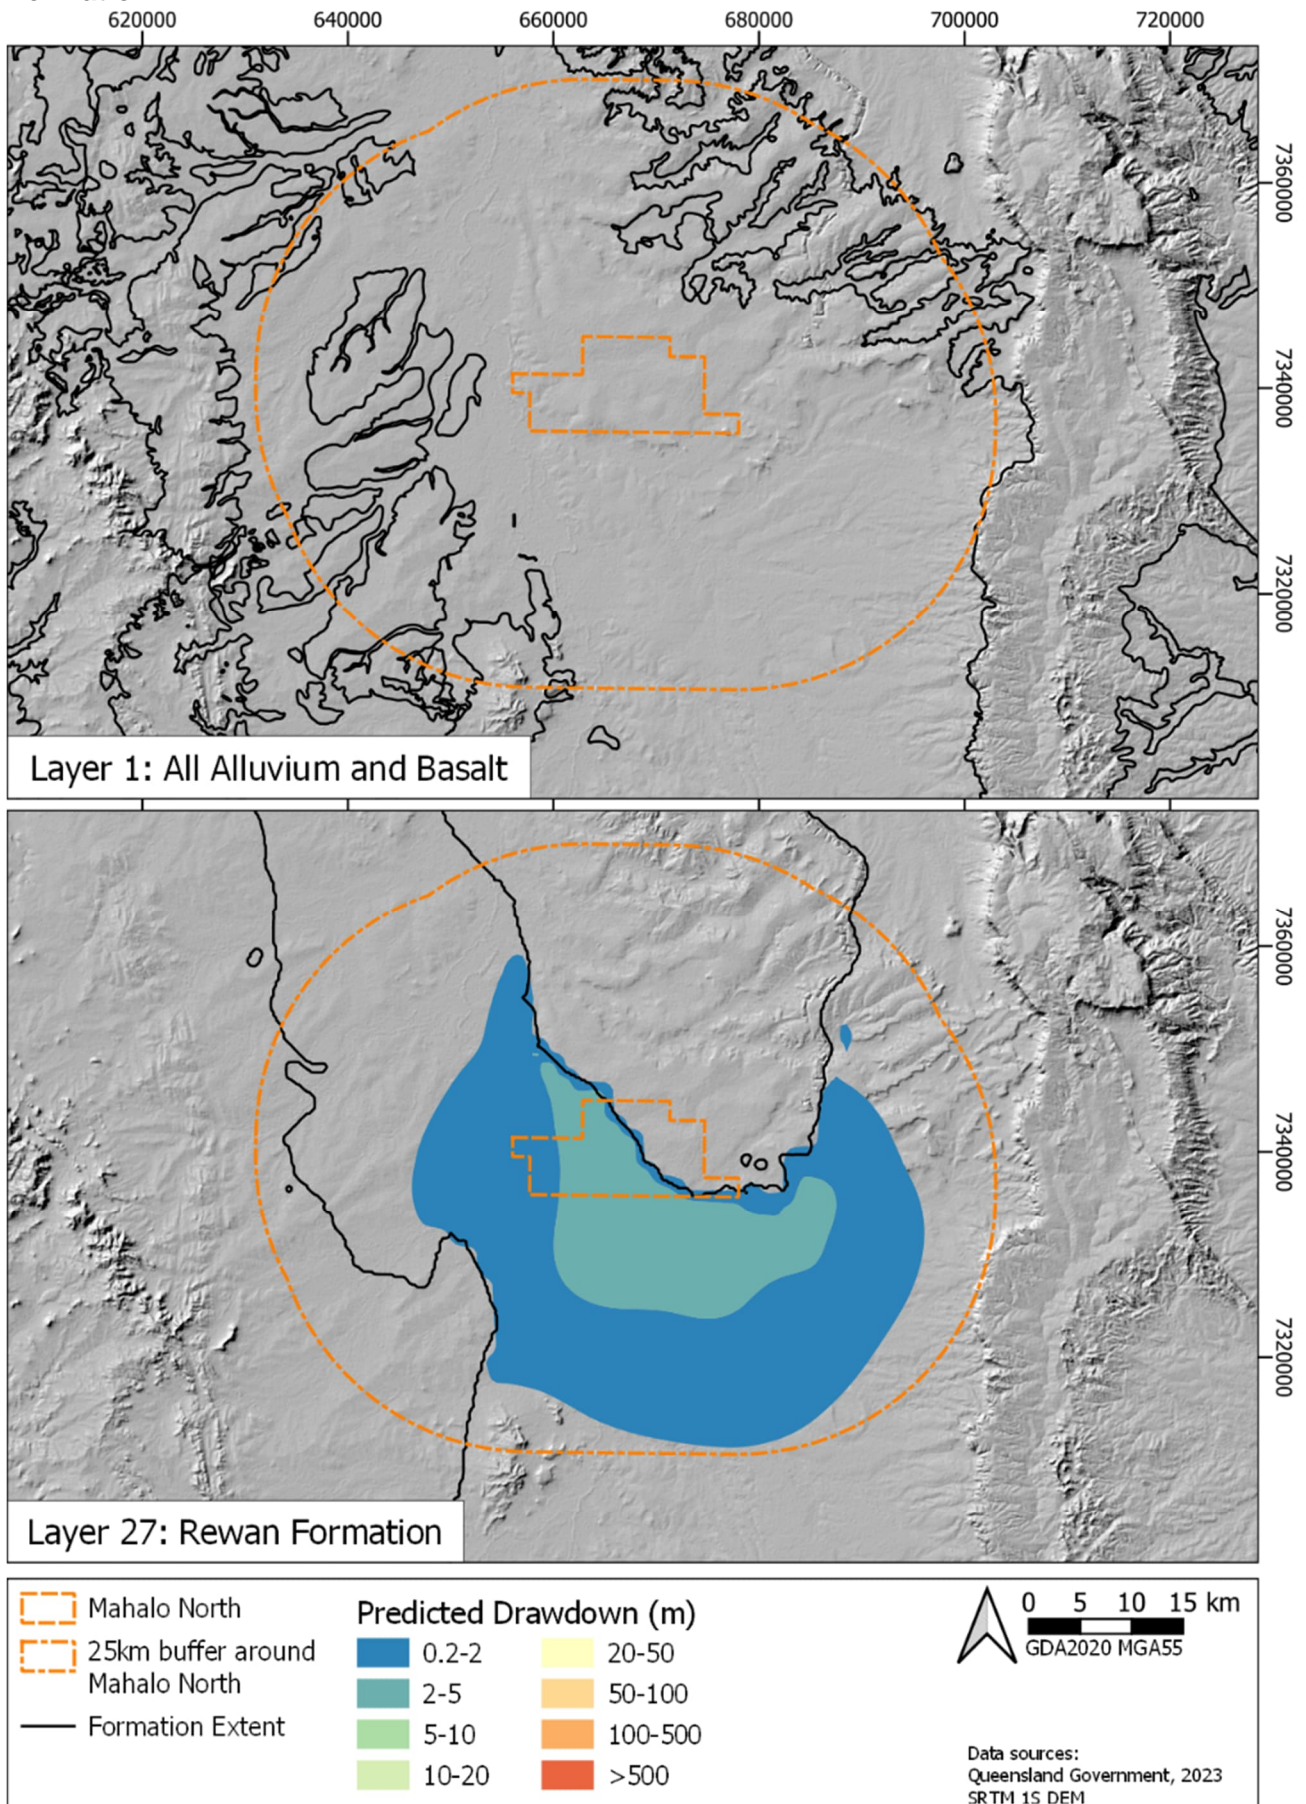 620000 640000 660000 680000 700000 720000
7360000
7340000
7320000
Layer 1: All Alluvium and Basalt
7360000
7340000
7320000
Layer 27: Rewan Formation
Mahalo North
25km buffer around
Mahalo North
Formation Extent
Predicted Drawdown (m)
0.2-2
2-5
5-10
10-20
20-50
50-100
100-500
>500
0 5 10 15 km
GDA2020 MGA55
Data sources:
Queensland Government, 2023
SRTM 1S DEM